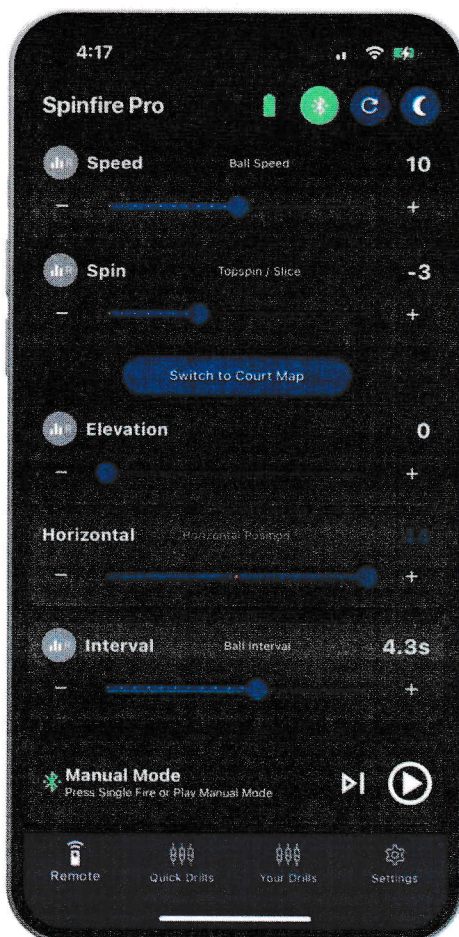 4:17
Spinfire Pro
Speed Ball Speed 10
− +
Spin Topspin / Slice -3
− +
Switch to Court Map
Elevation 0
− +
Horizontal Horizontal Position
− +
Interval Ball Interval 4.3s
− +
Manual Mode
Press Single Fire or Play Manual Mode
Remote Quick Drills Your Drills Settings